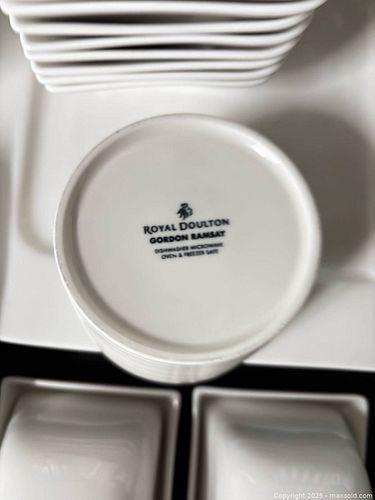 ROYAL DOULTON
GORDON RAMSAY
DISHWASHER MICROWAVE
OVEN & FREEZER SAFE
Copyright 2025 - maxsold.com